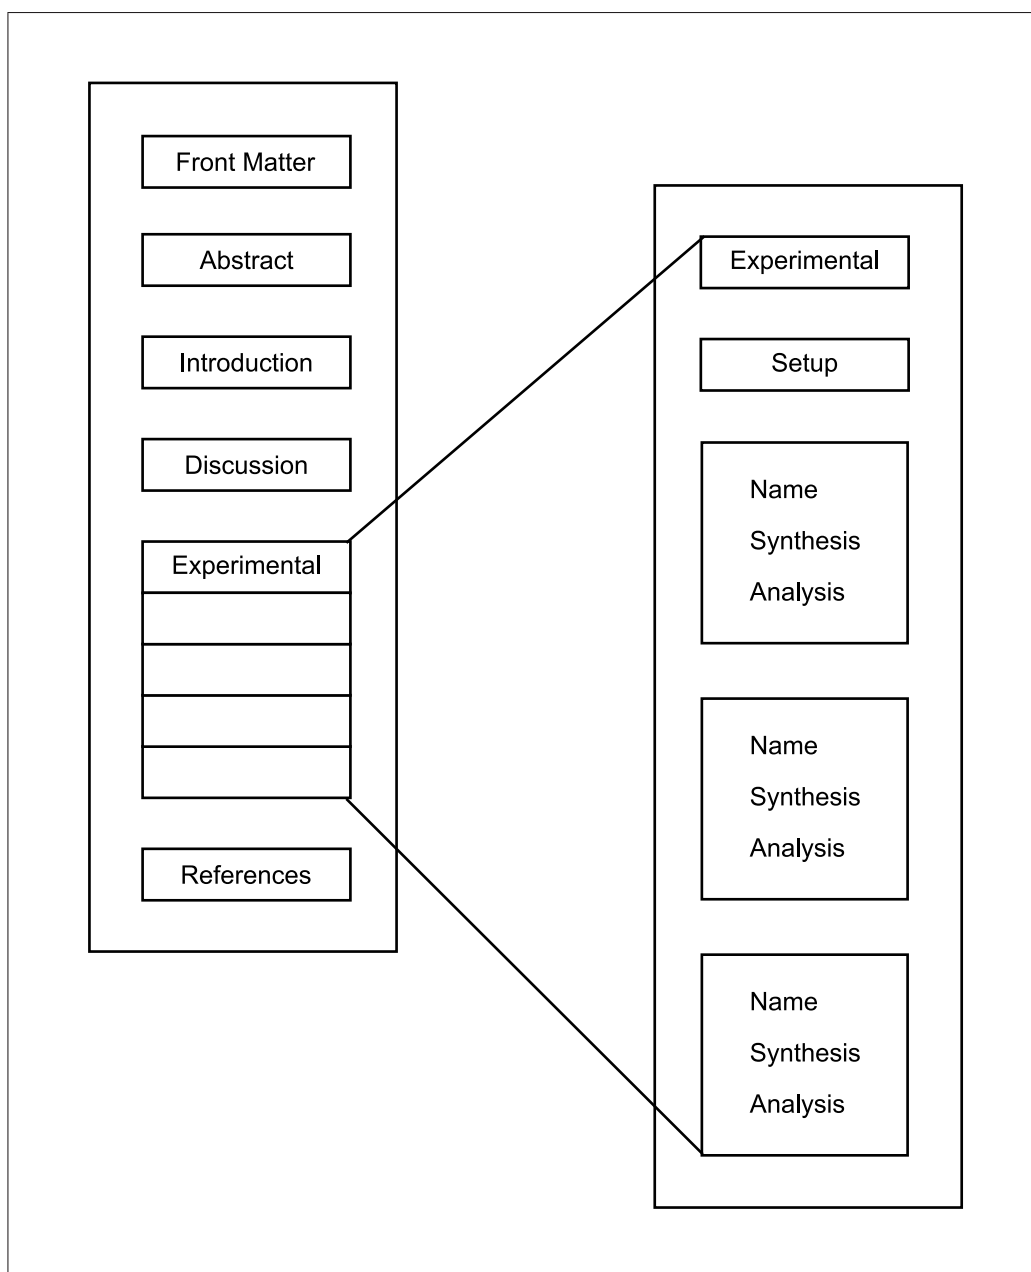 Front Matter
Abstract
Introduction
Discussion
Experimental
References
Experimental
Setup
Name
Synthesis
Analysis
Name
Synthesis
Analysis
Name
Synthesis
Analysis